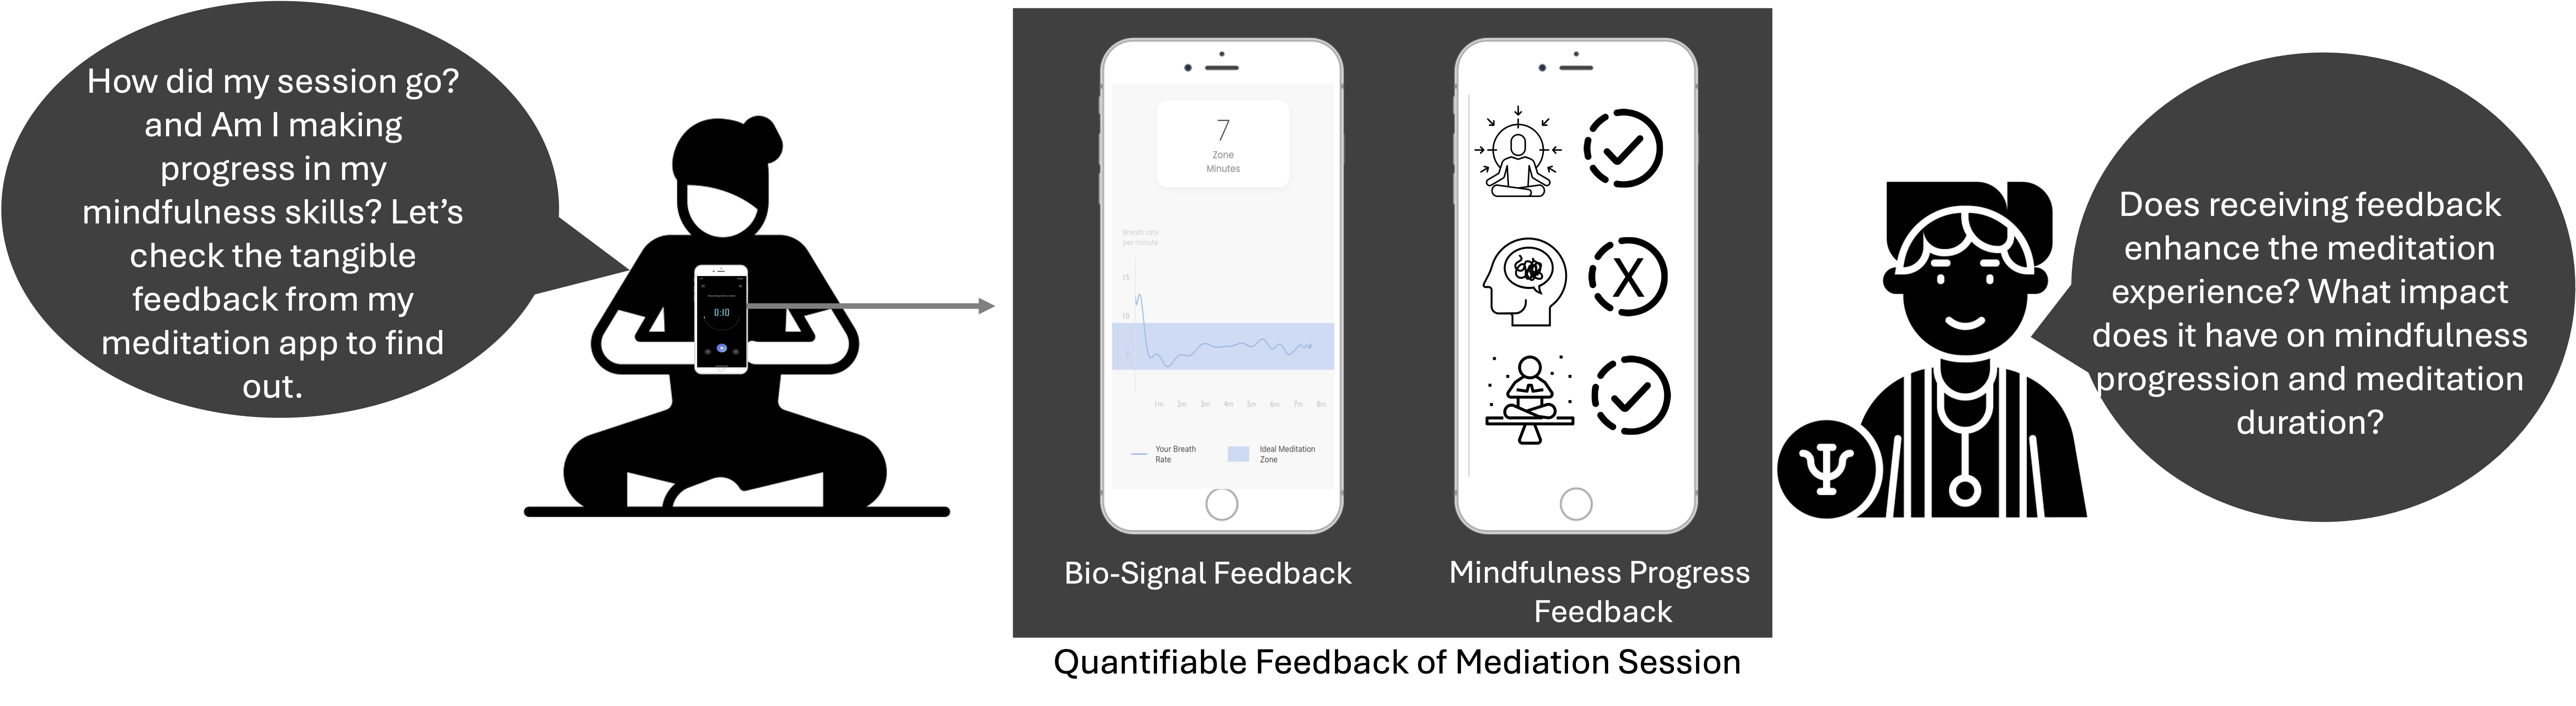 How did my session go?
and Am I making
progress in my
mindfulness skills? Let’s
check the tangible
feedback from my
meditation app to find
out.
0:10
7
Zone
Minutes
Breath rate
per minute
15
10
5
1m 2m 3m 4m 5m 6m 7m 8m
Your Breath
Rate
Ideal Meditation
Zone
X
Bio-Signal Feedback
Mindfulness Progress
Feedback
Quantifiable Feedback of Mediation Session
Ψ
Does receiving feedback
enhance the meditation
experience? What impact
does it have on mindfulness
progression and meditation
duration?